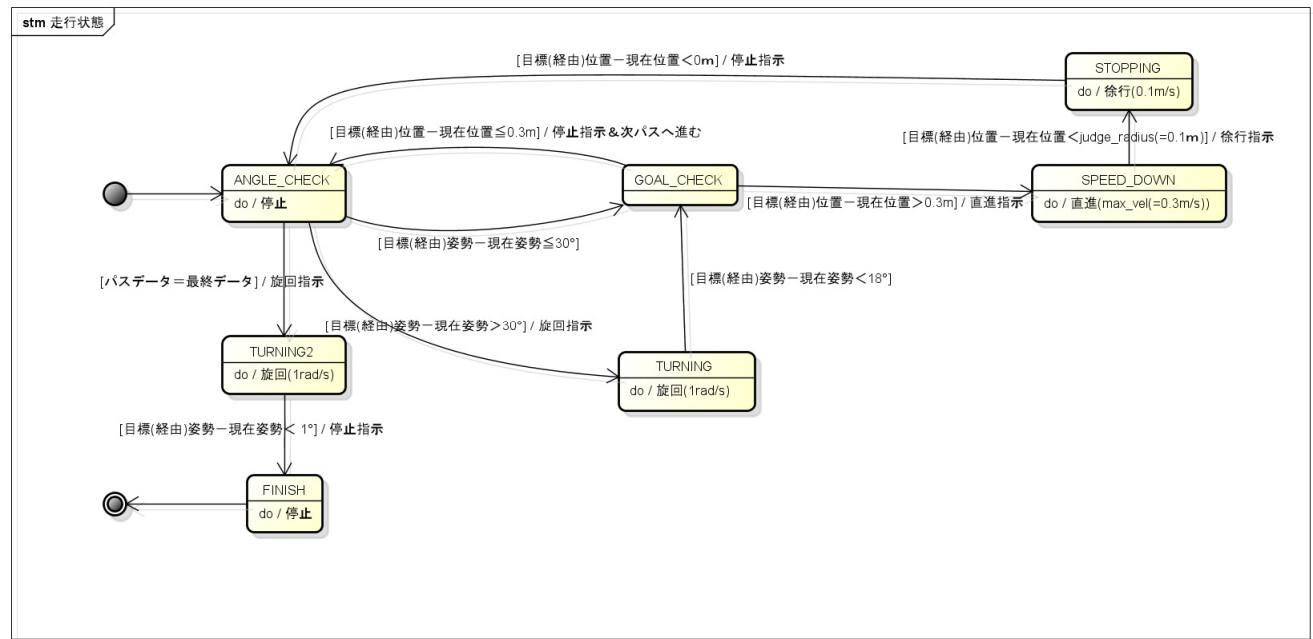 stm 走行状態
[目標(経由)位置－現在位置＜0m] / 停止指示
STOPPING
do / 徐行(0.1m/s)
[目標(経由)位置－現在位置≦0.3m] / 停止指示＆次パスへ進む
[目標(経由)位置－現在位置＜judge_radius(=0.1m)] / 徐行指示
ANGLE_CHECK
do / 停止
GOAL_CHECK
SPEED_DOWN
do / 直進(max_vel(=0.3m/s))
[目標(経由)位置－現在位置＞0.3m] / 直進指示
[目標(経由)姿勢－現在姿勢≦30°]
[パスデータ＝最終データ] / 旋回指示
[目標(経由)姿勢－現在姿勢＜18°]
[目標(経由)姿勢－現在姿勢＞30°] / 旋回指示
TURNING2
do / 旋回(1rad/s)
TURNING
do / 旋回(1rad/s)
[目標(経由)姿勢－現在姿勢＜ 1°] / 停止指示
FINISH
do / 停止